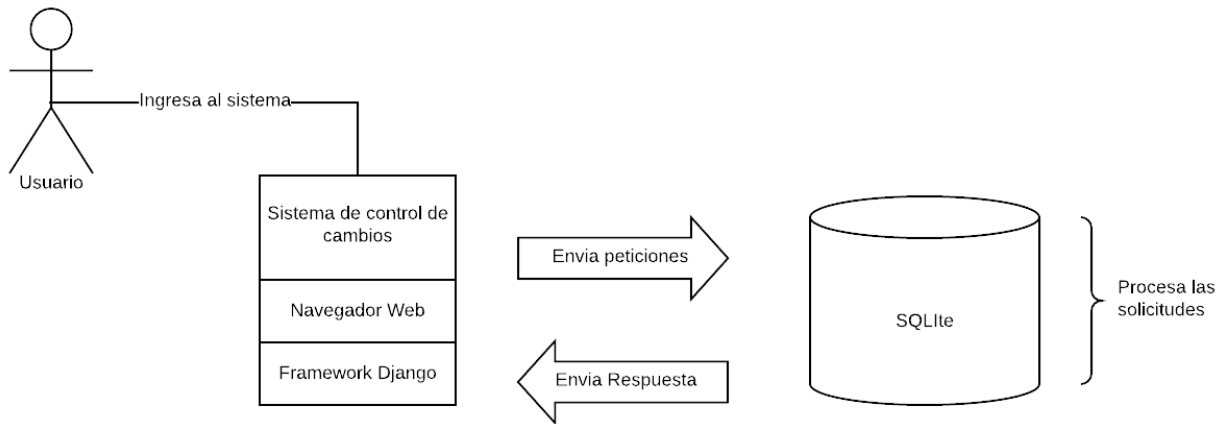 Ingresa al sistema
Usuario
Sistema de control de
cambios
Navegador Web
Framework Django
Envia peticiones
Envia Respuesta
SQLIte
Procesa las
solicitudes